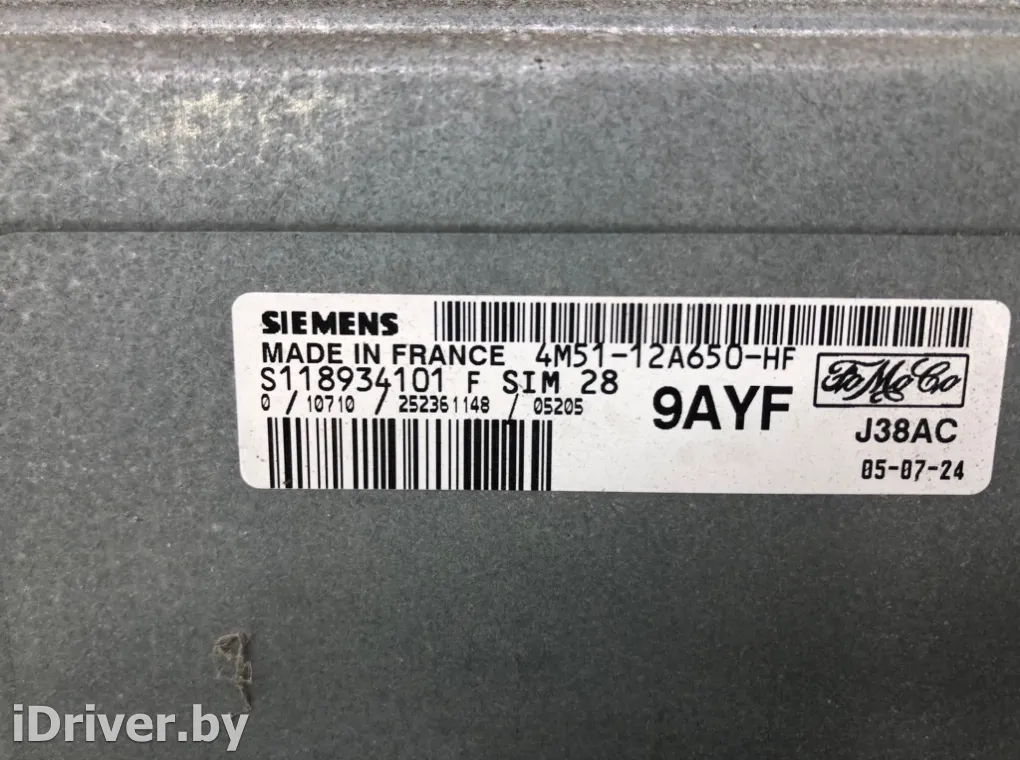 SIEMENS
MADE IN FRANCE 4M51-12A650-HF
S118934101 F SIM 28
FoMoCo
0 / 10710 / 252361148 / 05205
9AYF
J38AC
05-07-24
iDriver.by